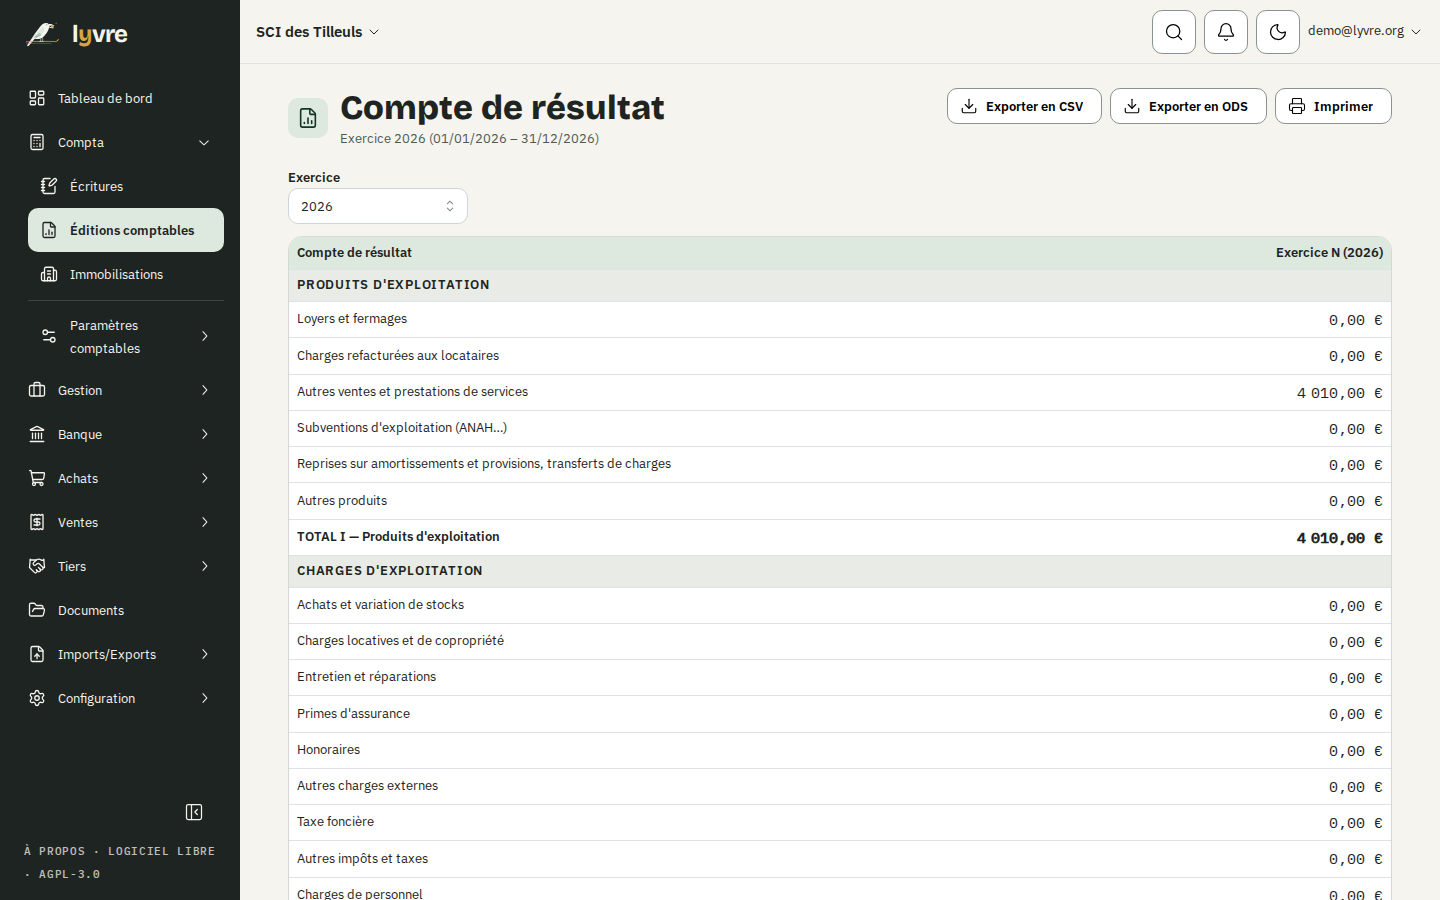 lyvre
SCI des Tilleuls
demo@lyvre.org
Tableau de bord
Compta
Écritures
Éditions comptables
Immobilisations
Paramètres
comptables
Gestion
Banque
Achats
Ventes
Tiers
Documents
Imports/Exports
Configuration
À PROPOS · LOGICIEL LIBRE
· AGPL-3.0
Compte de résultat
Exercice 2026 (01/01/2026 – 31/12/2026)
Exporter en CSV
Exporter en ODS
Imprimer
Exercice
2026
Compte de résultat Exercice N (2026)
PRODUITS D'EXPLOITATION
Loyers et fermages 0,00 €
Charges refacturées aux locataires 0,00 €
Autres ventes et prestations de services 4 010,00 €
Subventions d'exploitation (ANAH…) 0,00 €
Reprises sur amortissements et provisions, transferts de charges 0,00 €
Autres produits 0,00 €
TOTAL I — Produits d'exploitation 4 010,00 €
CHARGES D'EXPLOITATION
Achats et variation de stocks 0,00 €
Charges locatives et de copropriété 0,00 €
Entretien et réparations 0,00 €
Primes d'assurance 0,00 €
Honoraires 0,00 €
Autres charges externes 0,00 €
Taxe foncière 0,00 €
Autres impôts et taxes 0,00 €
Charges de personnel 0,00 €